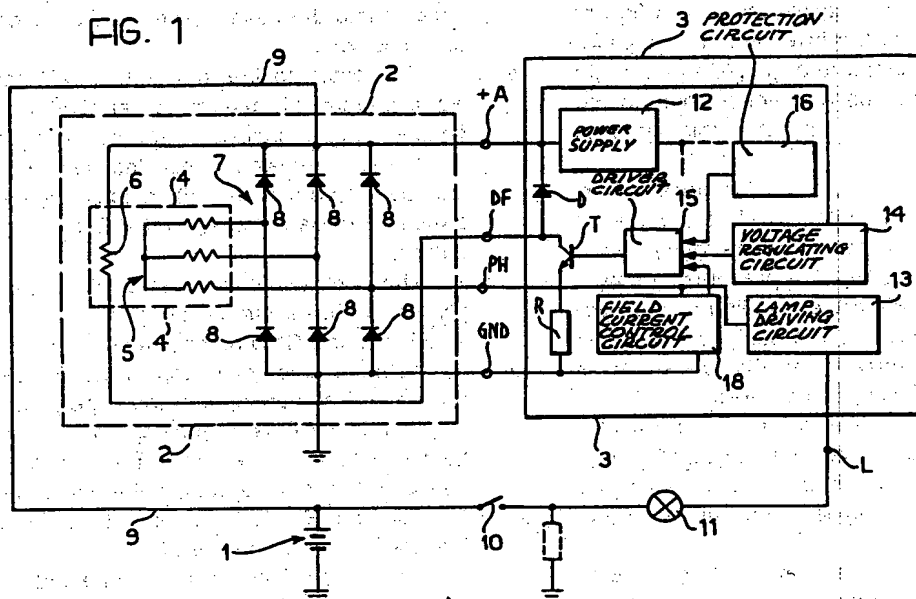 FIG. 1
3 PROTECTION
CIRCUIT
9
2
+A
12
16
POWER
SUPPLY
DRIVER
CIRCUIT
7
6
4
8
8
8
D
DF
15
14
T
VOLTAGE
REGULATING
CIRCUIT
PH
13
5
4
8
8
8
R
FIELD
CURRENT
CONTROL
CIRCUIT
LAMP
DRIVING
CIRCUIT
GND
18
2
3
L
9
10
11
1